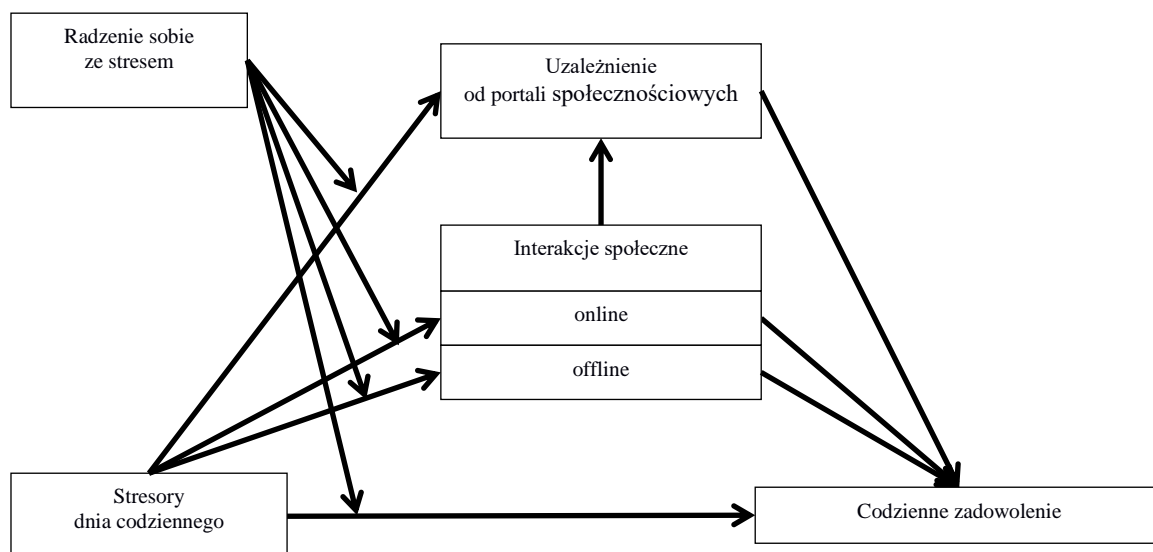 Radzenie sobie
ze stresem
Uzależnienie
od portali społecznościowych
Interakcje społeczne
online
offline
Stresory
dnia codziennego
Codzienne zadowolenie